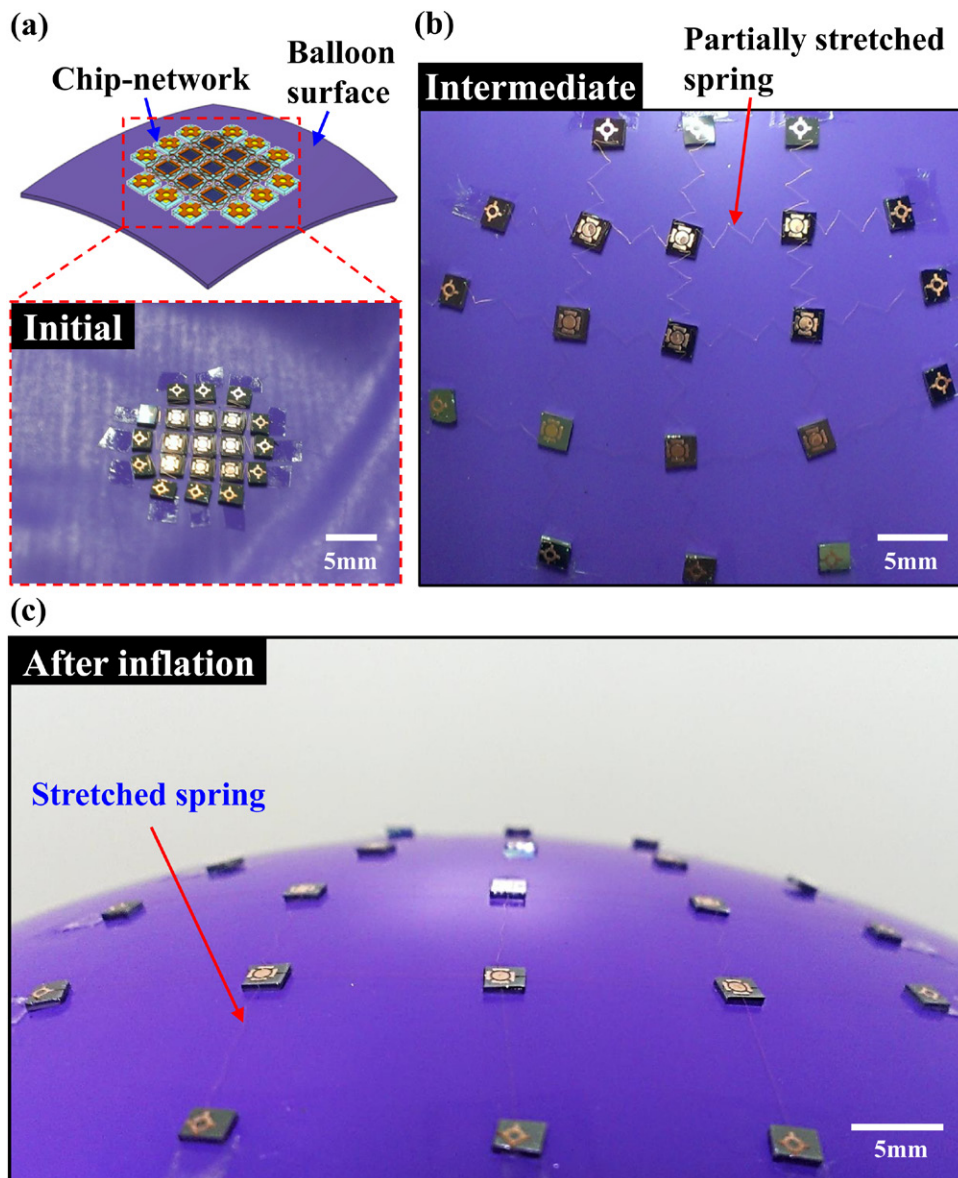 (a)
Chip-network
Balloon
surface
Initial
5mm
(b)
Partially stretched
spring
Intermediate
5mm
(c)
After inflation
Stretched spring
5mm